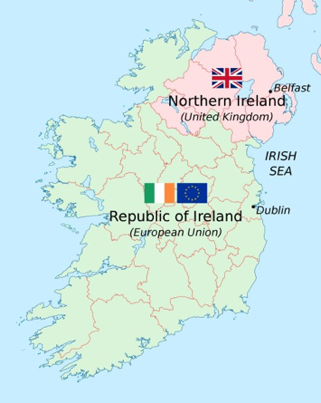 Belfast
Northern Ireland
(United Kingdom)
IRISH
SEA
Dublin
Republic of Ireland
(European Union)